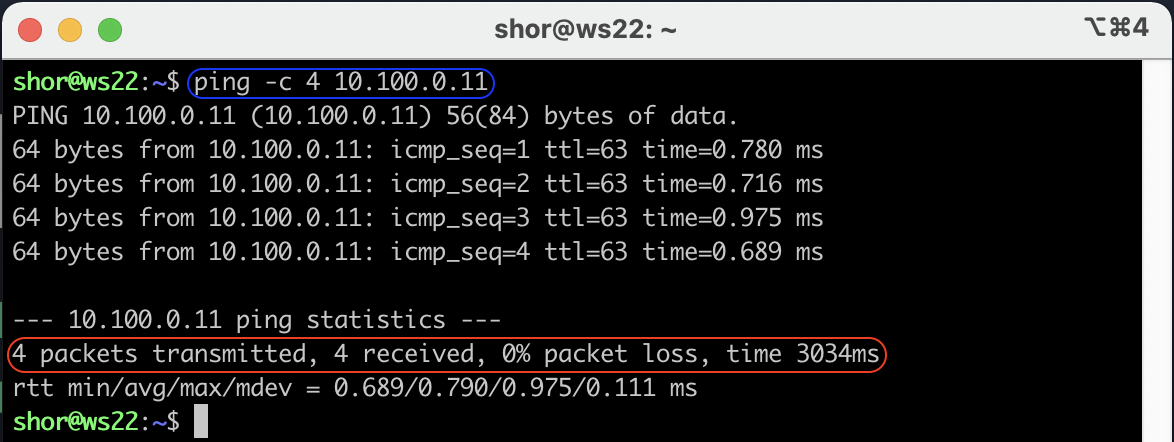 shor@ws22: ~
⌥⌘4
shor@ws22:~$ ping -c 4 10.100.0.11
PING 10.100.0.11 (10.100.0.11) 56(84) bytes of data.
64 bytes from 10.100.0.11: icmp_seq=1 ttl=63 time=0.780 ms
64 bytes from 10.100.0.11: icmp_seq=2 ttl=63 time=0.716 ms
64 bytes from 10.100.0.11: icmp_seq=3 ttl=63 time=0.975 ms
64 bytes from 10.100.0.11: icmp_seq=4 ttl=63 time=0.689 ms
--- 10.100.0.11 ping statistics ---
4 packets transmitted, 4 received, 0% packet loss, time 3034ms
rtt min/avg/max/mdev = 0.689/0.790/0.975/0.111 ms
shor@ws22:~$